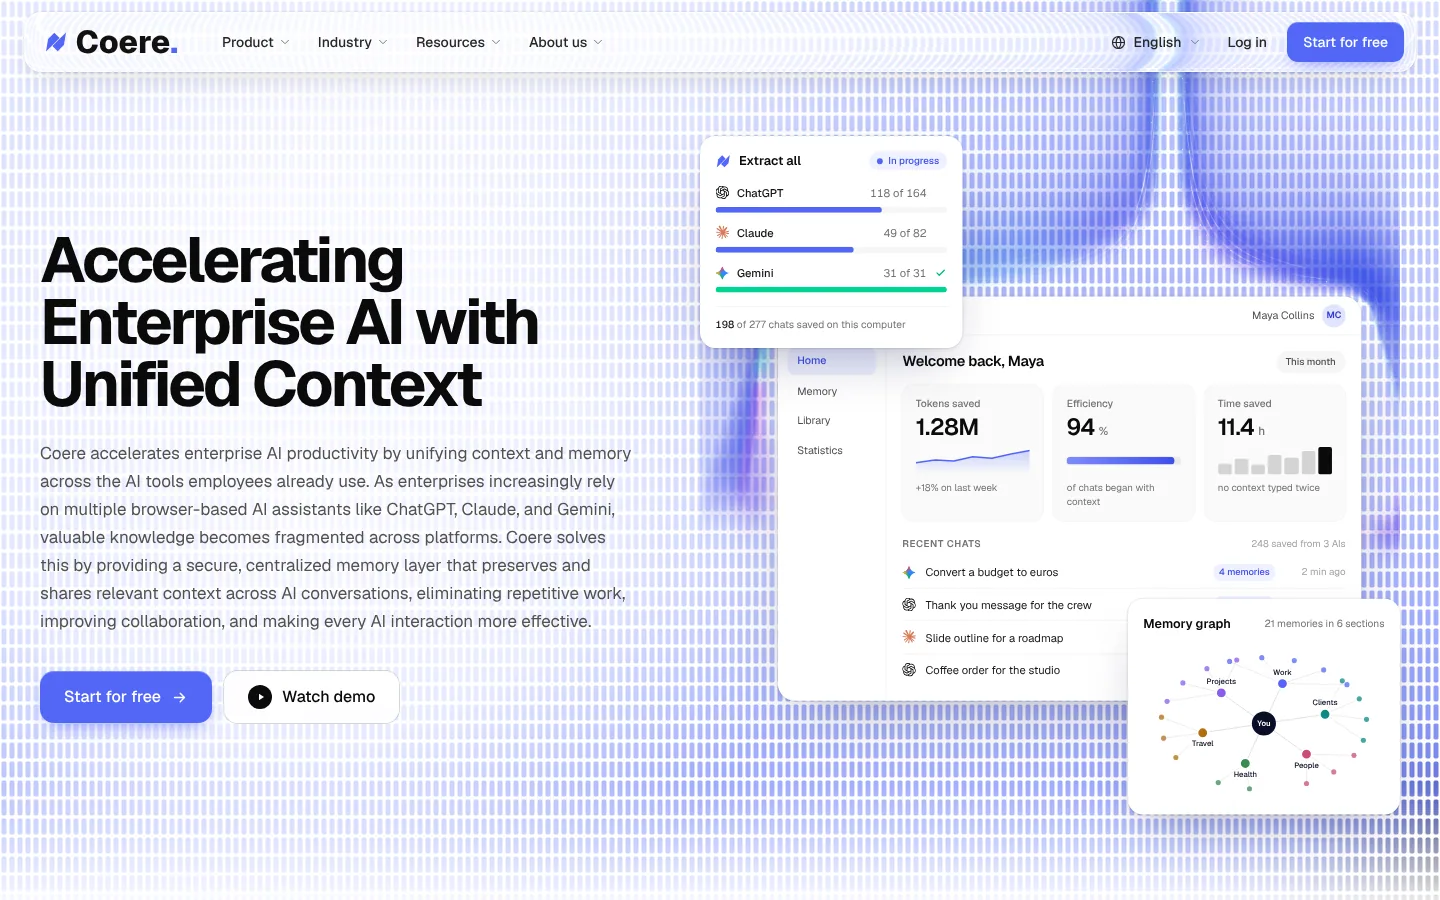 Coere.
Product
Industry
Resources
About us
English
Log in
Start for free
Accelerating
Enterprise AI with
Unified Context
Coere accelerates enterprise AI productivity by unifying context and memory
across the AI tools employees already use. As enterprises increasingly rely
on multiple browser-based AI assistants like ChatGPT, Claude, and Gemini,
valuable knowledge becomes fragmented across platforms. Coere solves
this by providing a secure, centralized memory layer that preserves and
shares relevant context across AI conversations, eliminating repetitive work,
improving collaboration, and making every AI interaction more effective.
Start for free
Watch demo
Extract all
In progress
ChatGPT
118 of 164
Claude
49 of 82
Gemini
31 of 31
198 of 277 chats saved on this computer
Maya Collins
MC
Home
Memory
Library
Statistics
Welcome back, Maya
This month
Tokens saved
1.28M
+18% on last week
Efficiency
94 %
of chats began with
context
Time saved
11.4 h
no context typed twice
RECENT CHATS
248 saved from 3 AIs
Convert a budget to euros
4 memories
2 min ago
Thank you message for the crew
Slide outline for a roadmap
Coffee order for the studio
Memory graph
21 memories in 6 sections
Work
Projects
Clients
You
Travel
People
Health